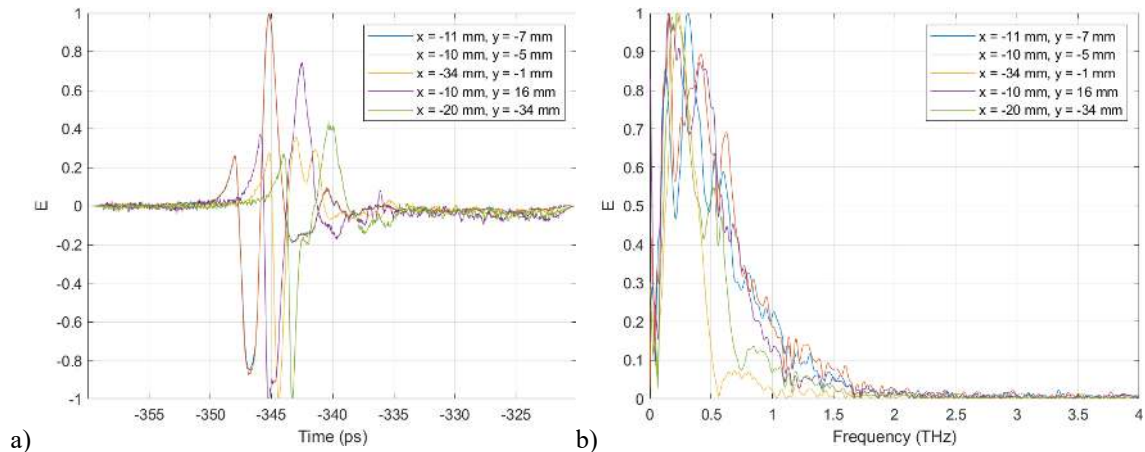 1
0.8
0.6
0.4
0.2
0
-0.2
-0.4
-0.6
-0.8
-1
E
-355
-350
-345
-340
-335
-330
-325
Time (ps)
x = -11 mm, y = -7 mm
x = -10 mm, y = -5 mm
x = -34 mm, y = -1 mm
x = -10 mm, y = 16 mm
x = -20 mm, y = -34 mm
a)
1
0.9
0.8
0.7
0.6
0.5
0.4
0.3
0.2
0.1
0
E
0
0.5
1
1.5
2
2.5
3
3.5
4
Frequency (THz)
x = -11 mm, y = -7 mm
x = -10 mm, y = -5 mm
x = -34 mm, y = -1 mm
x = -10 mm, y = 16 mm
x = -20 mm, y = -34 mm
b)